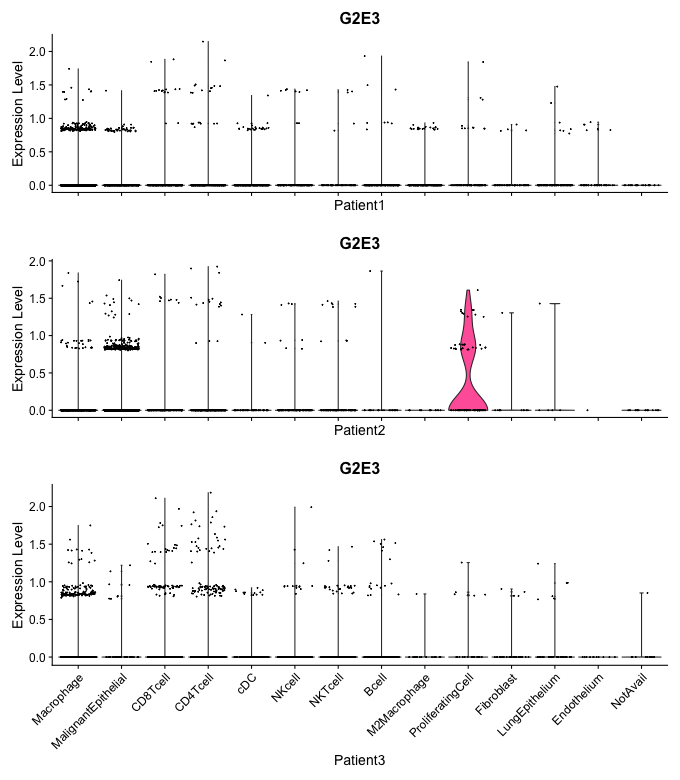 G2E3
Expression Level
2.0
1.5
1.0
0.5
0.0
Patient1
G2E3
Expression Level
2.0
1.5
1.0
0.5
0.0
Patient2
G2E3
Expression Level
2.0
1.5
1.0
0.5
0.0
Macrophage
MalignantEpithelial
CD8Tcell
CD4Tcell
cDC
NKcell
NKTcell
Bcell
M2Macrophage
ProliferatingCell
Fibroblast
LungEpithelium
Endothelium
NotAvail
Patient3